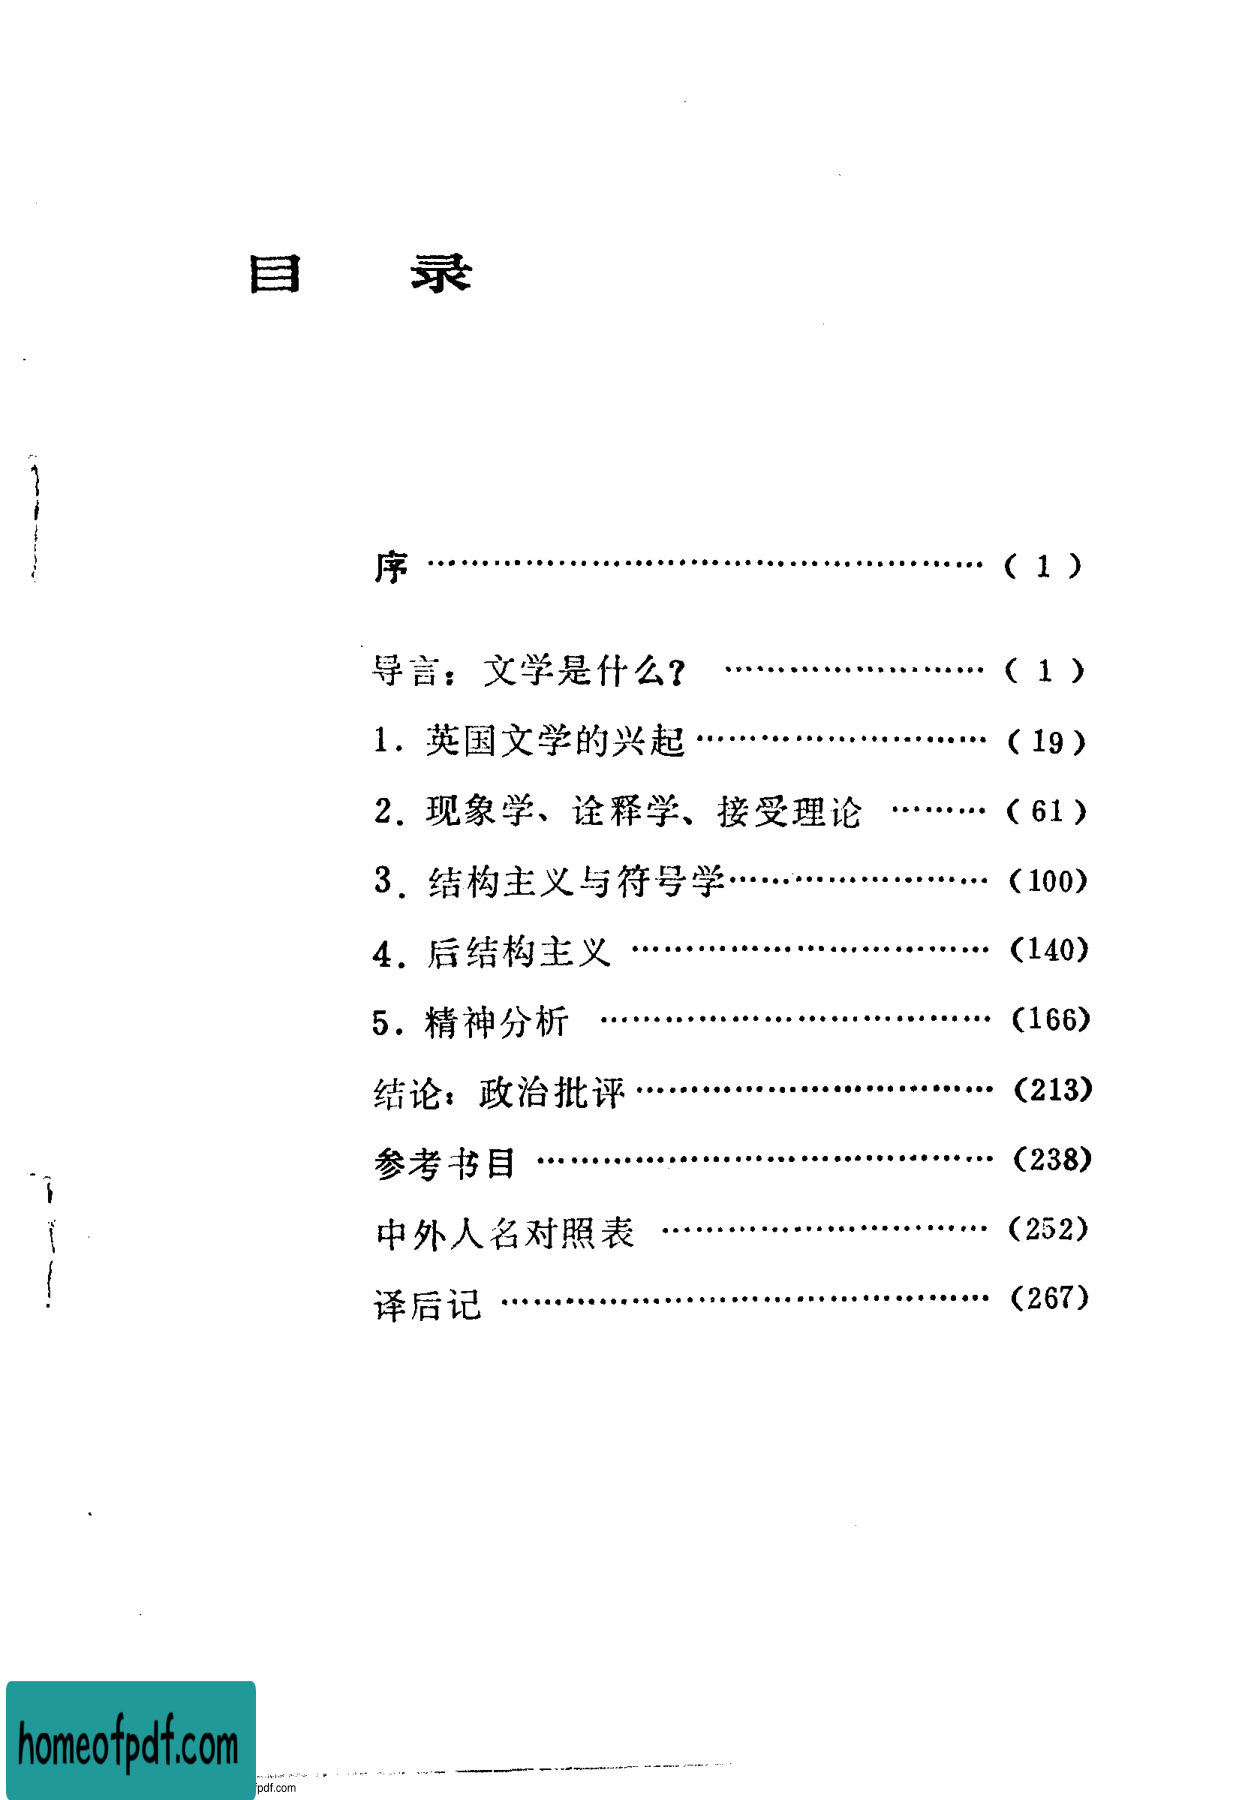 目 录
序 ……………………………………………… ( 1 )
导言：文学是什么？ …………………… ( 1 )
1. 英国文学的兴起 ……………………… ( 19 )
2. 现象学、诠释学、接受理论 ……… ( 61 )
3. 结构主义与符号学 …………………… (100)
4. 后结构主义 …………………………… (140)
5. 精神分析 ……………………………… (166)
结论：政治批评 …………………………… (213)
参考书目 …………………………………… (238)
中外人名对照表 ………………………… (252)
译后记 ……………………………………… (267)
homeofpdf.com
fpdf.com